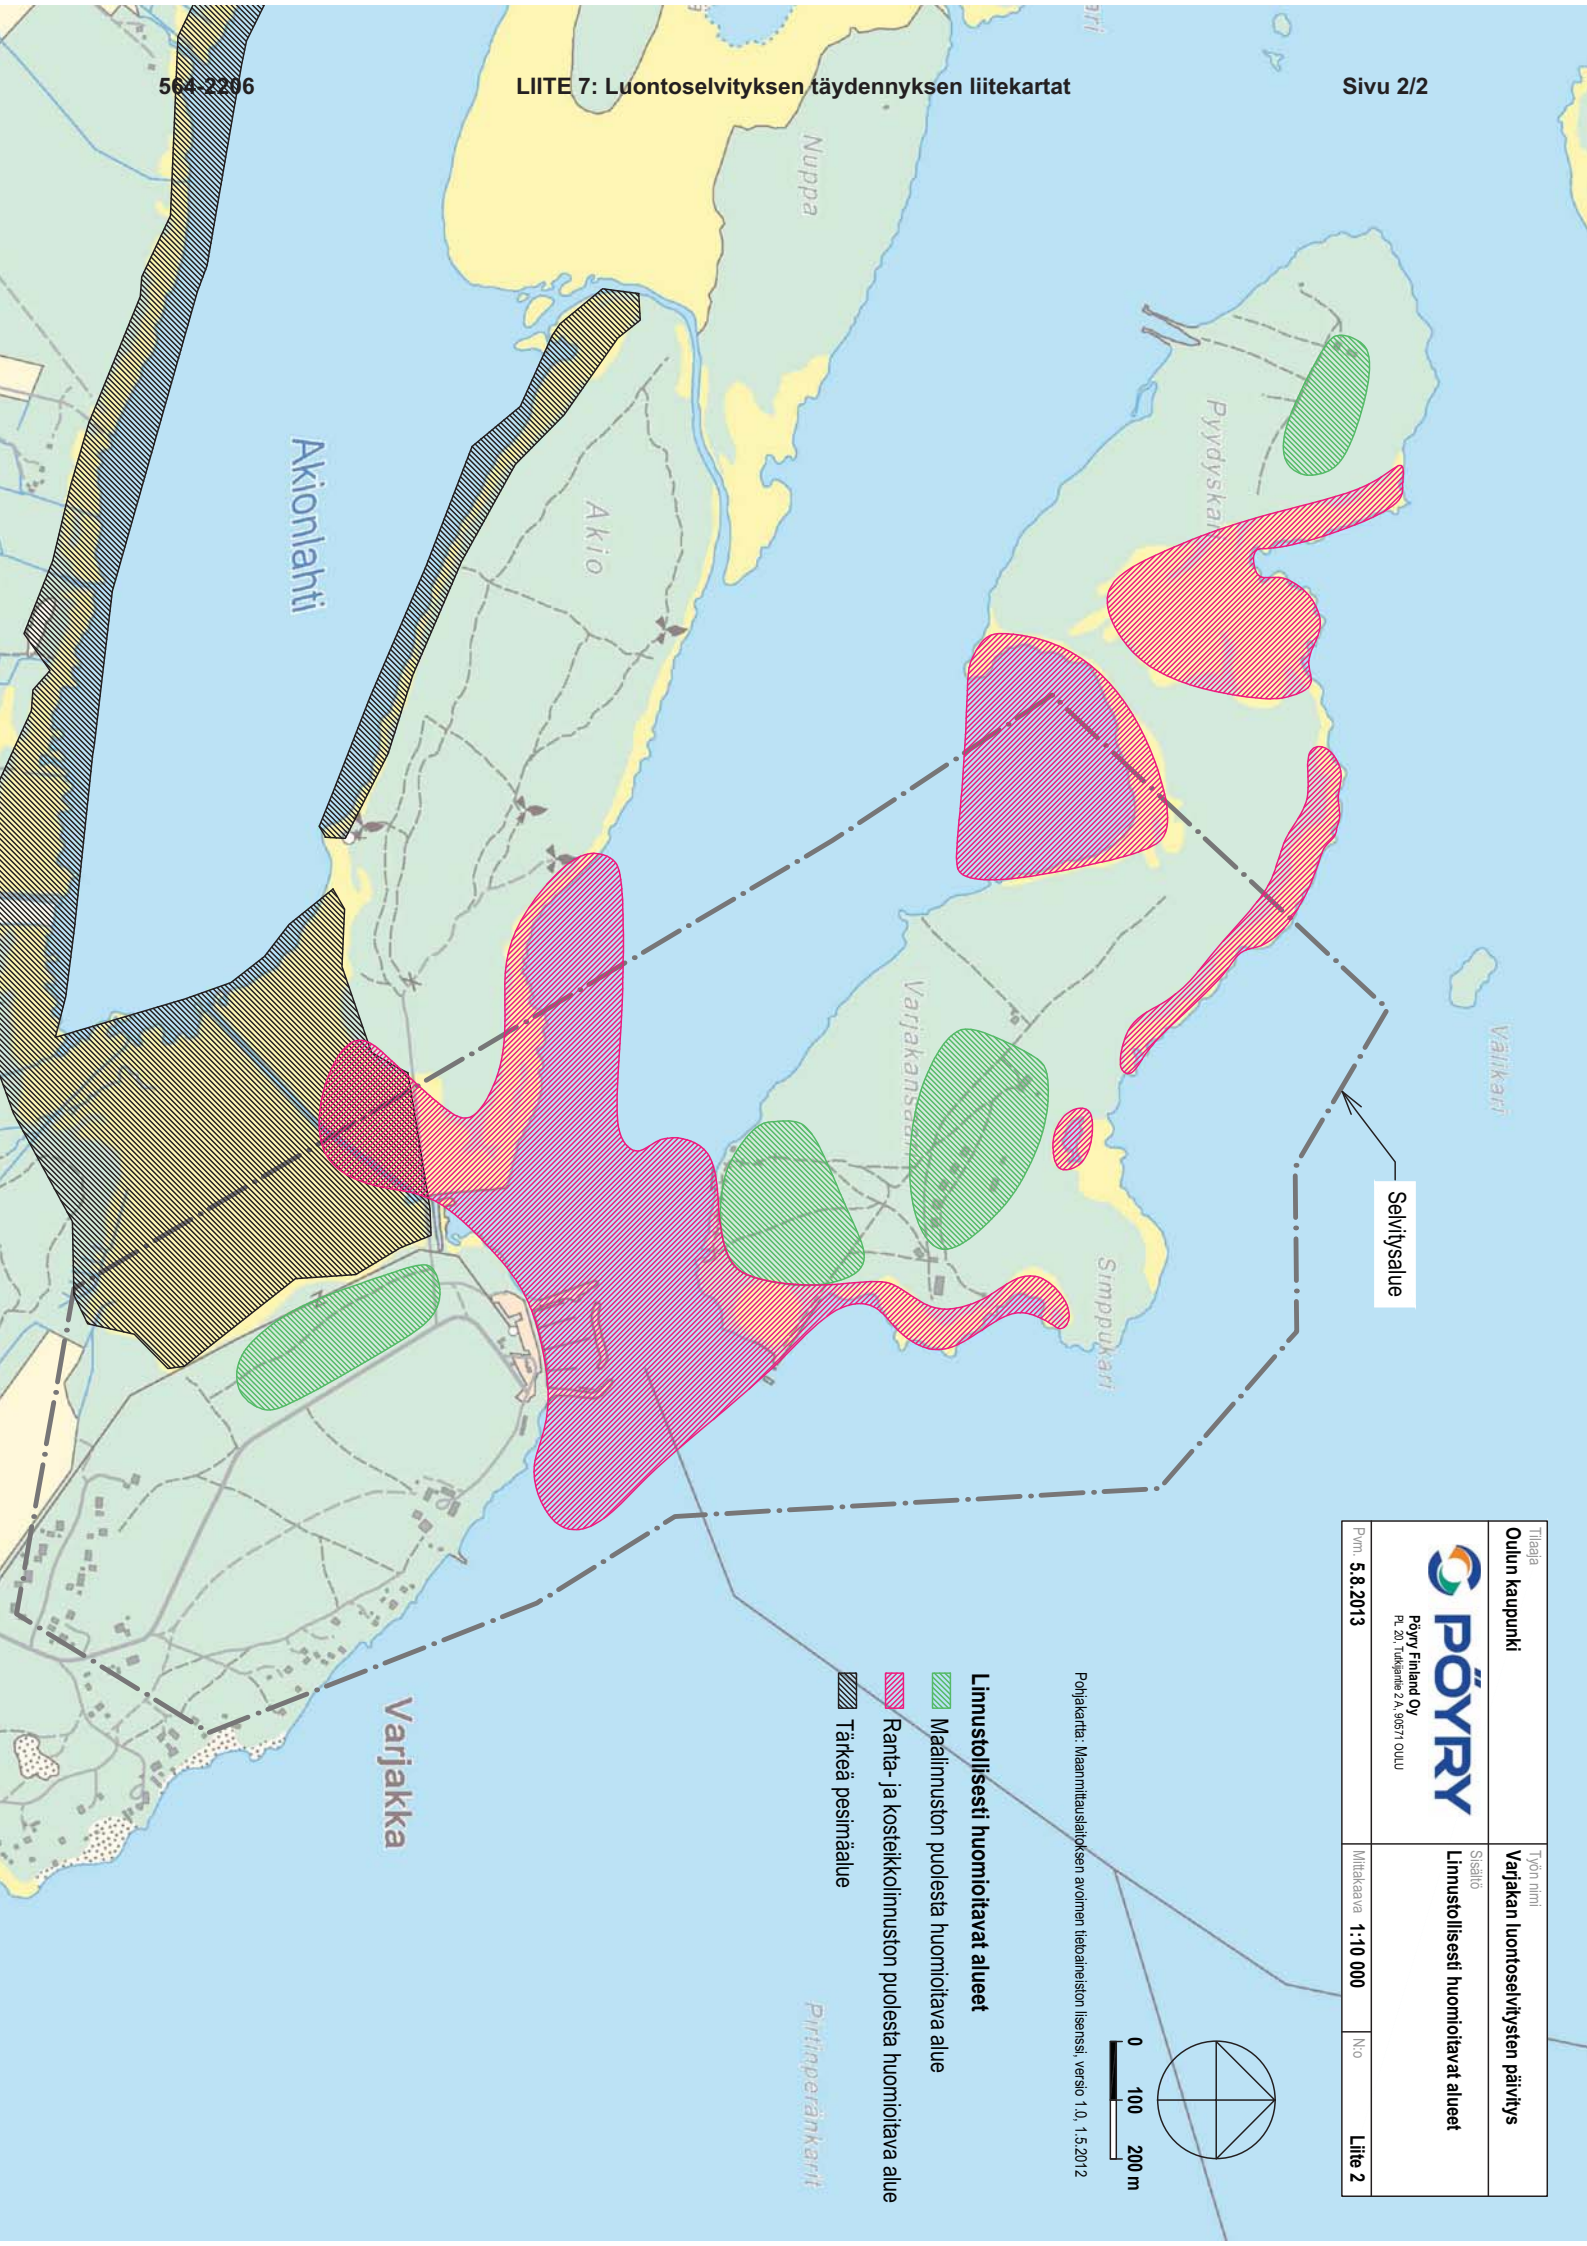 564-2206
LIITE 7: Luontoselvityksen täydennyksen liitekartat
Sivu 2/2
Tilaaja
Oulun kaupunki
PÖYRY
Pöyry Finland Oy
PL 20, Tutkijantie 2 A, 90571 OULU
Pvm. 5.8.2013
Työn nimi
Varjakan luontoselvitysten päivitys
Sisältö
Linnustollisesti huomioitavat alueet
Mittakaava 1:10 000
N:o
Liite 2
0 100 200 m
Pohjakartta: Maanmittauslaitoksen avoimen tietoaineiston lisenssi, versio 1.0, 1.5.2012
Linnustollisesti huomioitavat alueet
Maalinnuston puolesta huomioitava alue
Ranta- ja kosteikkolinnuston puolesta huomioitava alue
Tärkeä pesimäalue
Selvitysalue
Välikari
Nuppa
Akio
Akionlahti
Simppukari
Varjakka
Pirtinperänkarit